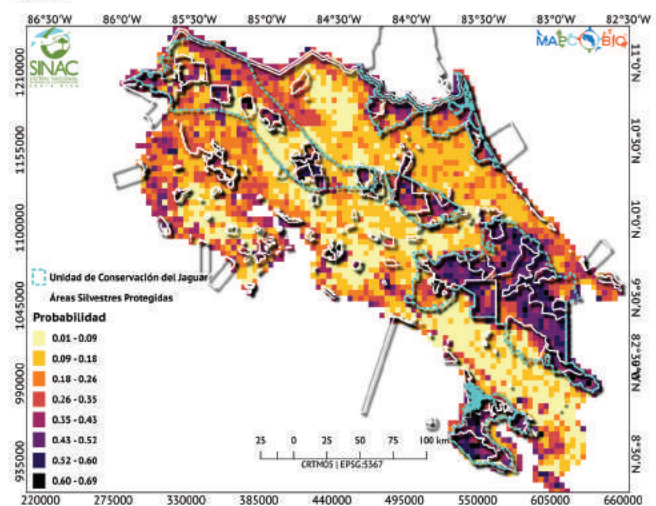 86°30'W 86°0'W 85°30'W 85°0'W 84°30'W 84°0'W 83°30'W 83°0'W 82°30'W
SINAC
MARCOBIO
1210000
1155000
1100000
1045000
990000
935000
11°0'N
10°30'N
10°0'N
9°30'N
8°30'N
Unidad de Conservación del Jaguar
Áreas Silvestres Protegidas
Probabilidad
0.01 - 0.09
0.09 - 0.18
0.18 - 0.26
0.26 - 0.35
0.35 - 0.43
0.43 - 0.52
0.52 - 0.60
0.60 - 0.69
25 0 25 50 75 100 km
CRTM05 | EPSG:5367
220000 275000 330000 385000 440000 495000 550000 605000 660000